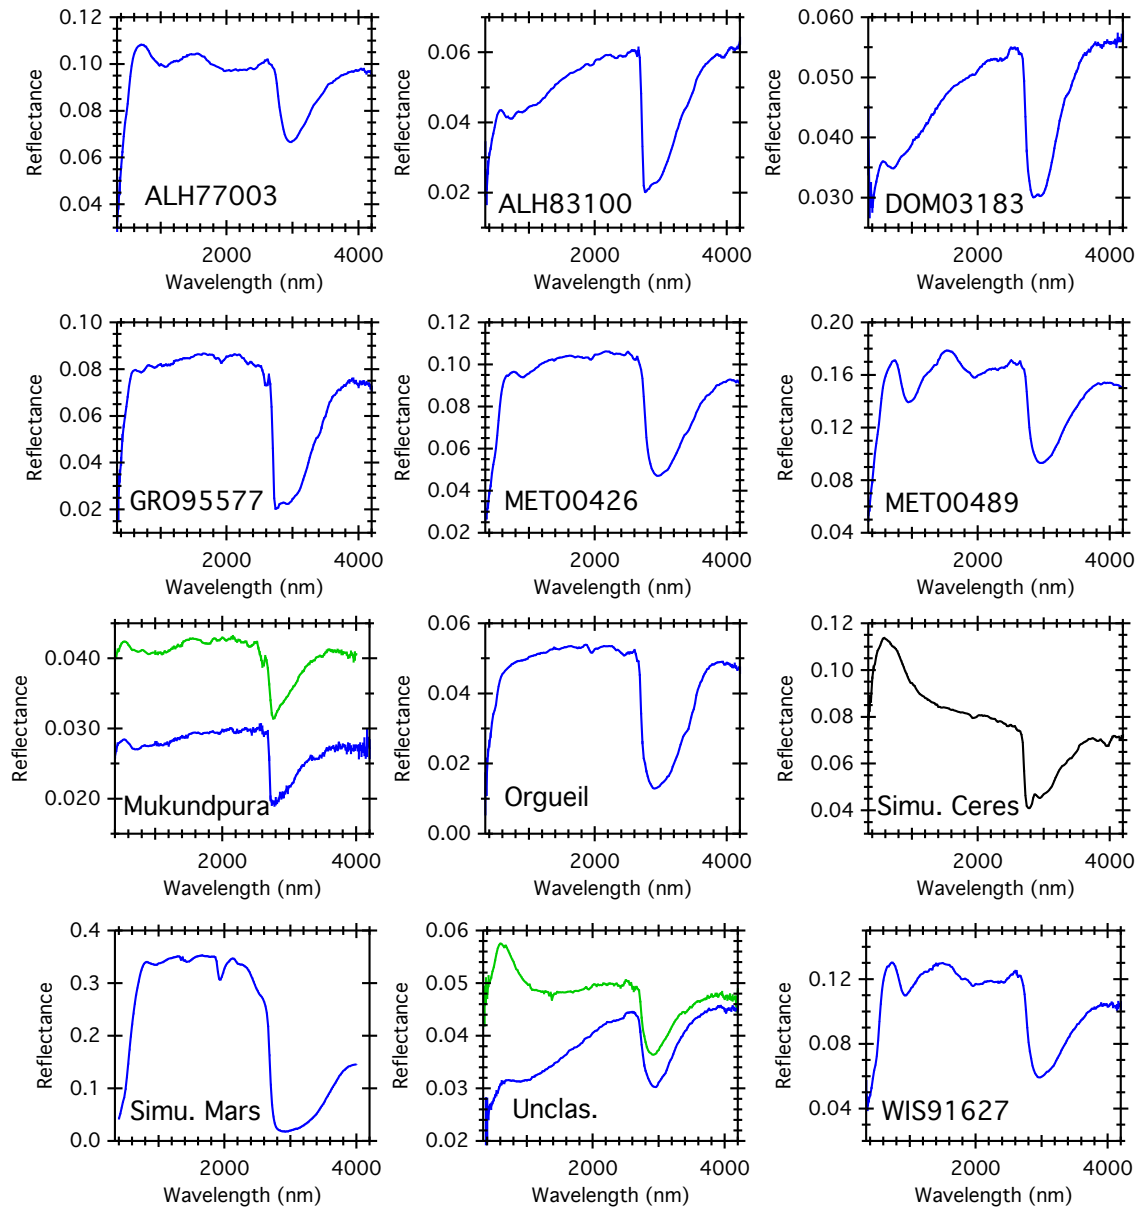 0.12
0.10
0.08
0.06
0.04
Reflectance
ALH77003
2000 4000
Wavelength (nm)
0.06
0.04
0.02
Reflectance
ALH83100
2000 4000
Wavelength (nm)
0.060
0.050
0.040
0.030
Reflectance
DOM03183
2000 4000
Wavelength (nm)
0.10
0.08
0.06
0.04
0.02
Reflectance
GRO95577
2000 4000
Wavelength (nm)
0.12
0.10
0.08
0.06
0.04
0.02
Reflectance
MET00426
2000 4000
Wavelength (nm)
0.20
0.16
0.12
0.08
0.04
Reflectance
MET00489
2000 4000
Wavelength (nm)
0.040
0.030
0.020
Reflectance
Mukundpura
2000 4000
Wavelength (nm)
0.06
0.04
0.02
0.00
Reflectance
Orgueil
2000 4000
Wavelength (nm)
0.12
0.10
0.08
0.06
0.04
Reflectance
Simu. Ceres
2000 4000
Wavelength (nm)
0.4
0.3
0.2
0.1
0.0
Reflectance
Simu. Mars
2000 4000
Wavelength (nm)
0.06
0.05
0.04
0.03
0.02
Reflectance
Unclas.
2000 4000
Wavelength (nm)
0.12
0.08
0.04
Reflectance
WIS91627
2000 4000
Wavelength (nm)